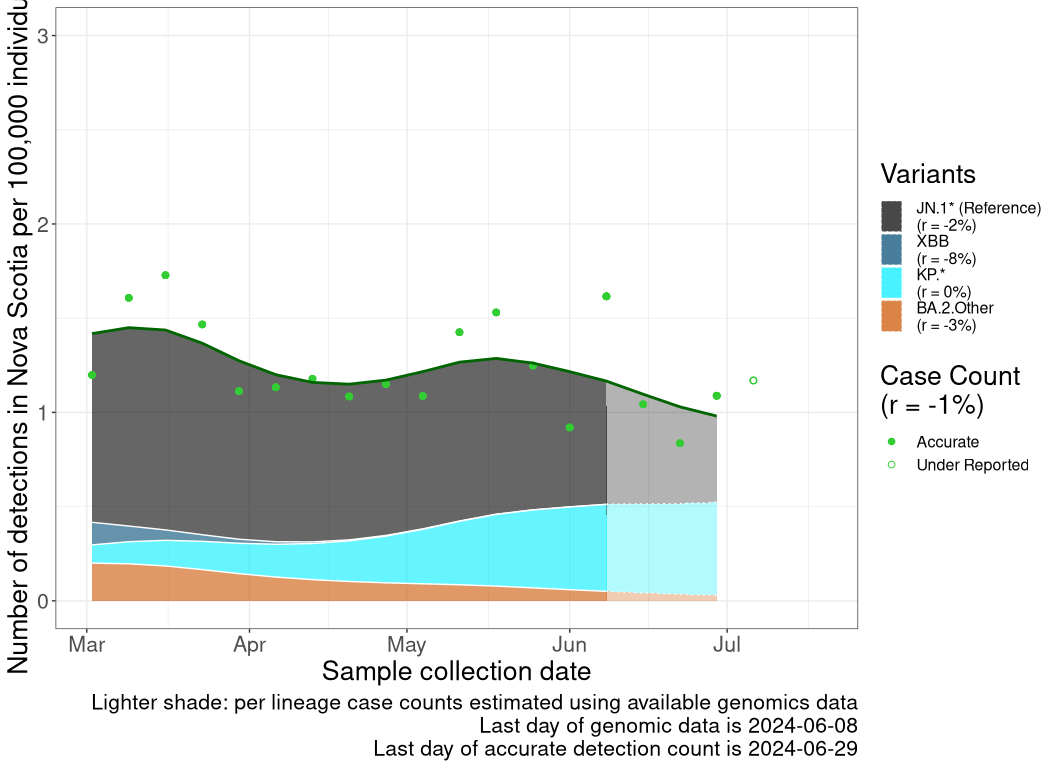 Number of detections in Nova Scotia per 100,000
3
2
1
0
Mar Apr May Jun Jul
Sample collection date
Lighter shade: per lineage case counts estimated using available genomics data
Last day of genomic data is 2024-06-08
Last day of accurate detection count is 2024-06-29
Variants
JN.1* (Reference)
(r = -2%)
XBB
(r = -8%)
KP.*
(r = 0%)
BA.2.Other
(r = -3%)
Case Count
(r = -1%)
Accurate
Under Reported